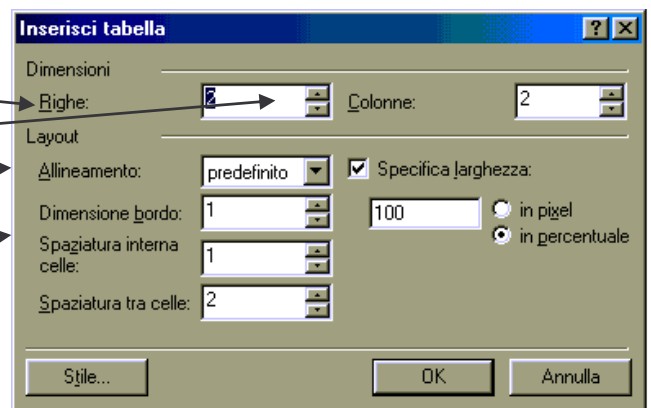 Inserisci tabella
Dimensioni
Righe: 2 Colonne: 2
Layout
Allineamento: predefinito Specifica larghezza:
Dimensione bordo: 1 100 in pixel
in percentuale
Spaziatura interna
celle: 1
Spaziatura tra celle: 2
Stile... OK Annulla